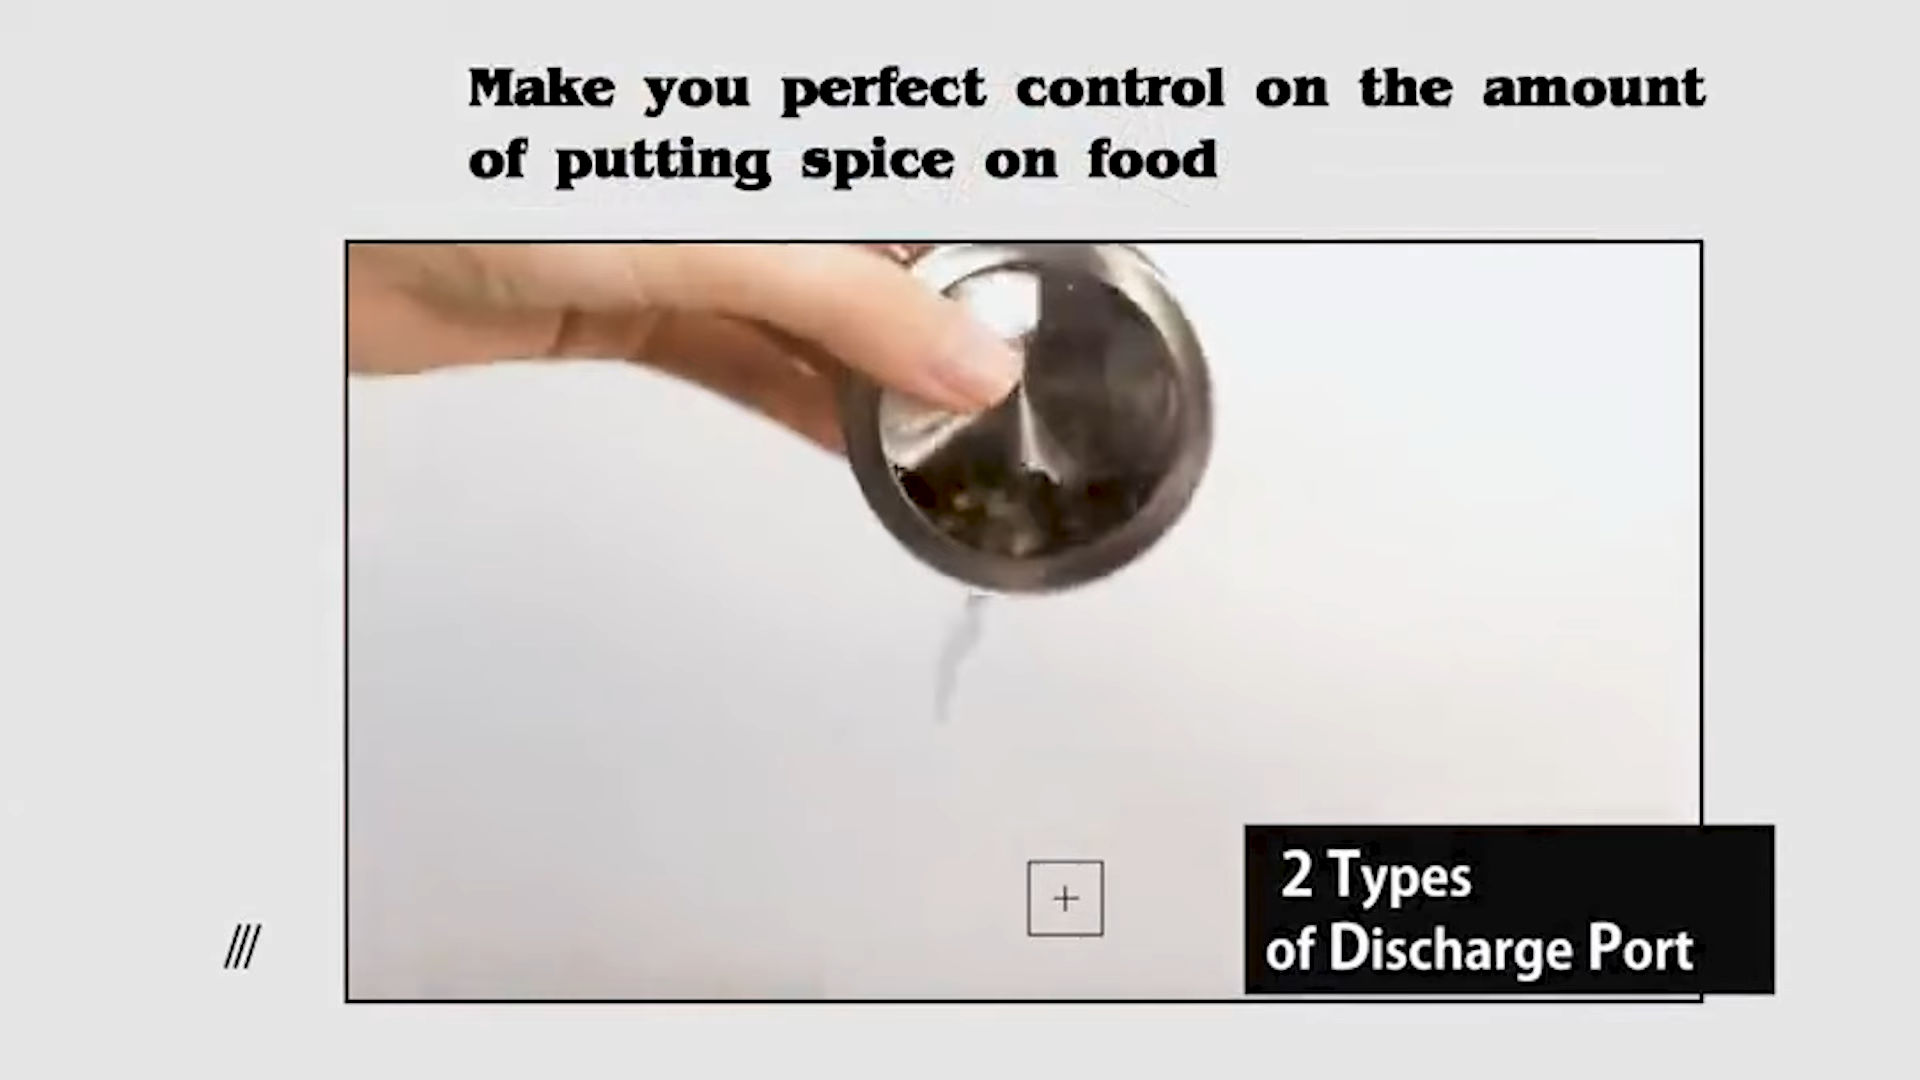 Make you perfect control on the amount
of putting spice on food
2 Types
of Discharge Port